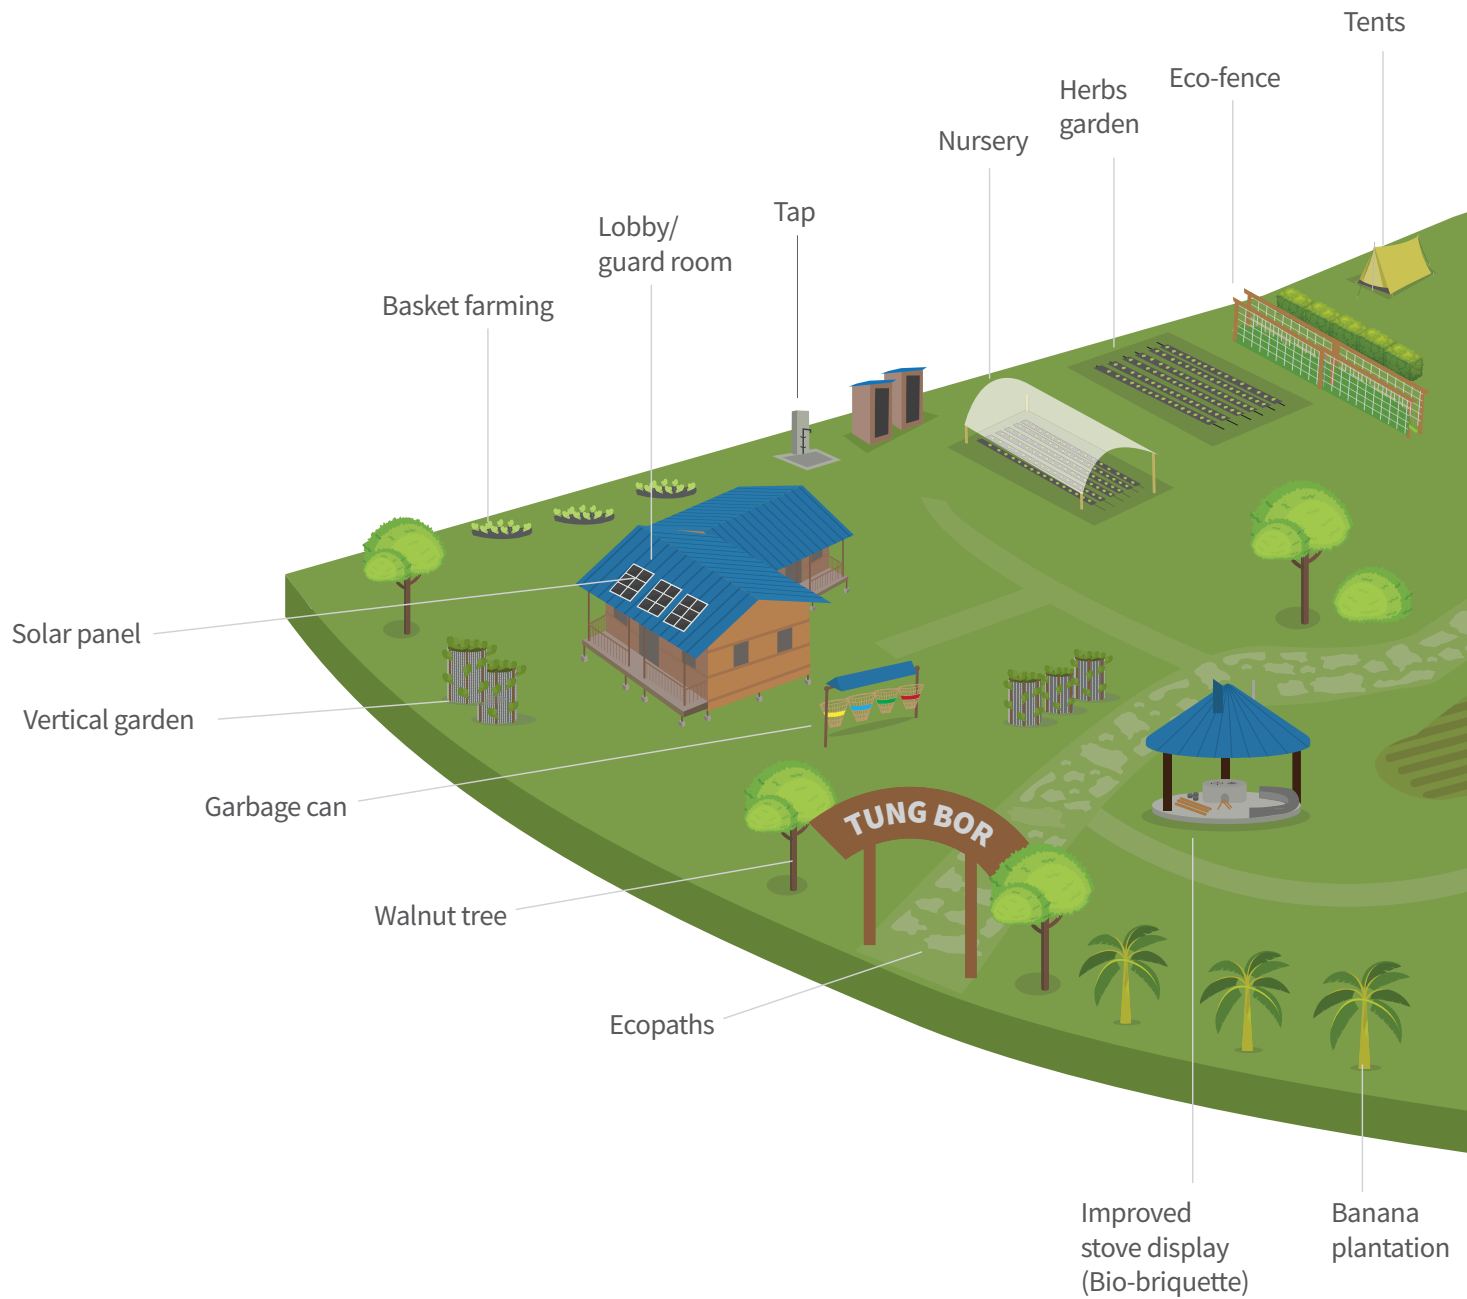 Tents
Eco-fence
Herbs
garden
Nursery
Tap
Lobby/
guard room
Basket farming
Solar panel
Vertical garden
Garbage can
TUNG BOR
Walnut tree
Ecopaths
Improved
stove display
(Bio-briquette)
Banana
plantation